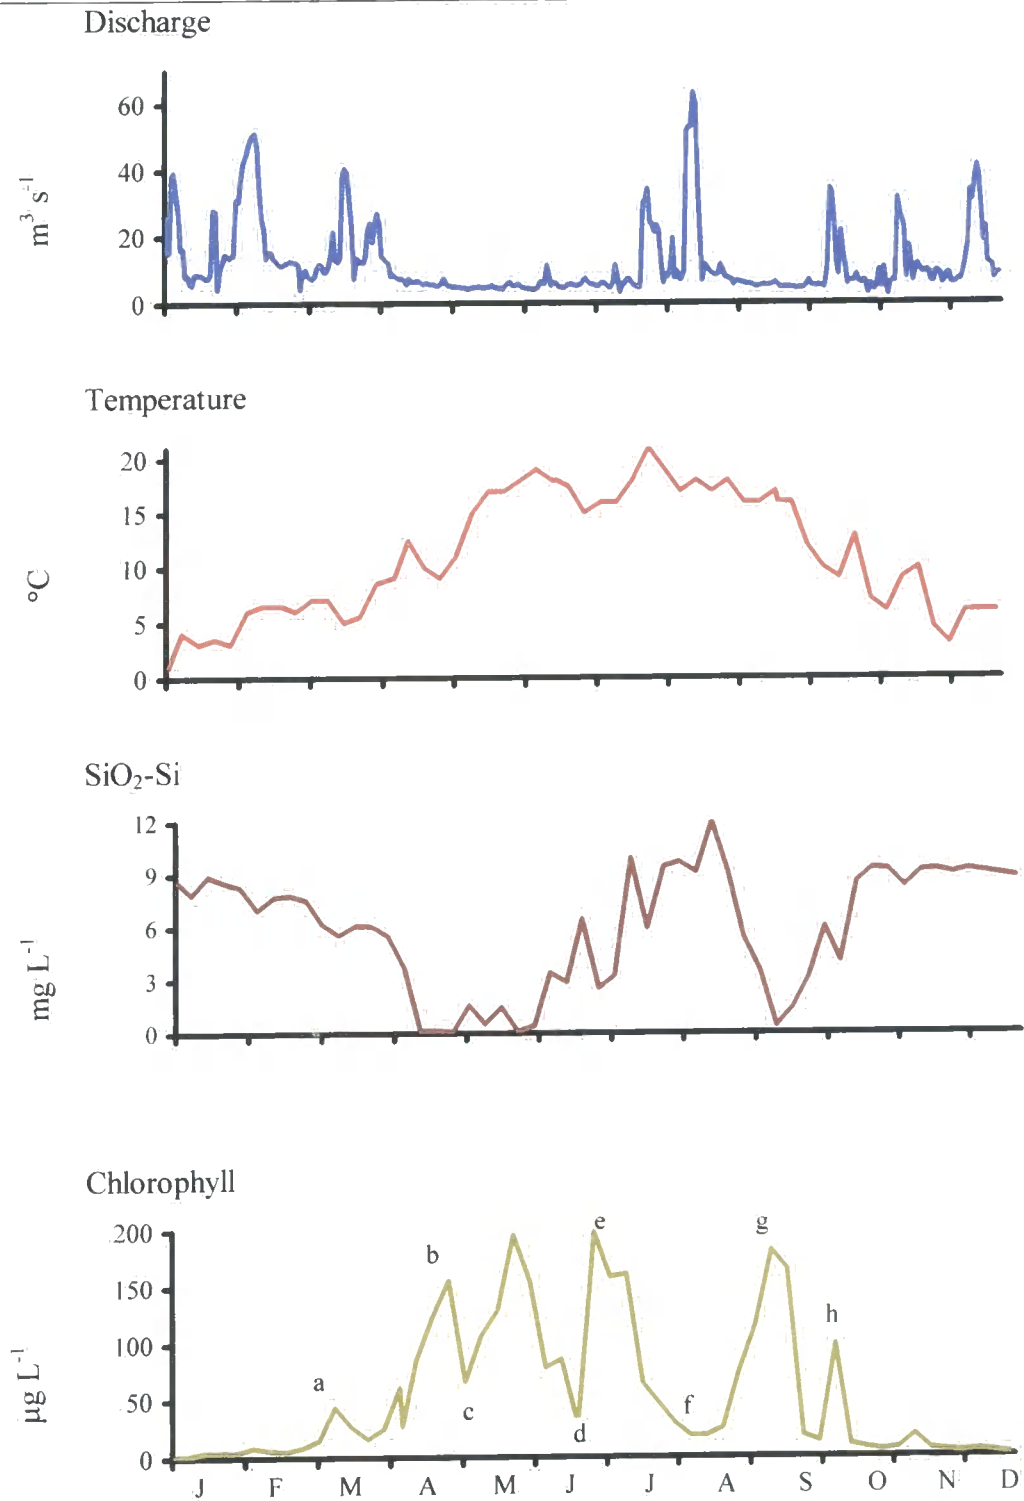 Discharge
60
40
20
0
m³ s⁻¹
Temperature
20
15
10
5
0
°C
SiO₂-Si
12
9
6
3
0
mg L⁻¹
Chlorophyll
200
150
100
50
0
µg L⁻¹
a
b
c
d
e
f
g
h
J F M A M J J A S O N D